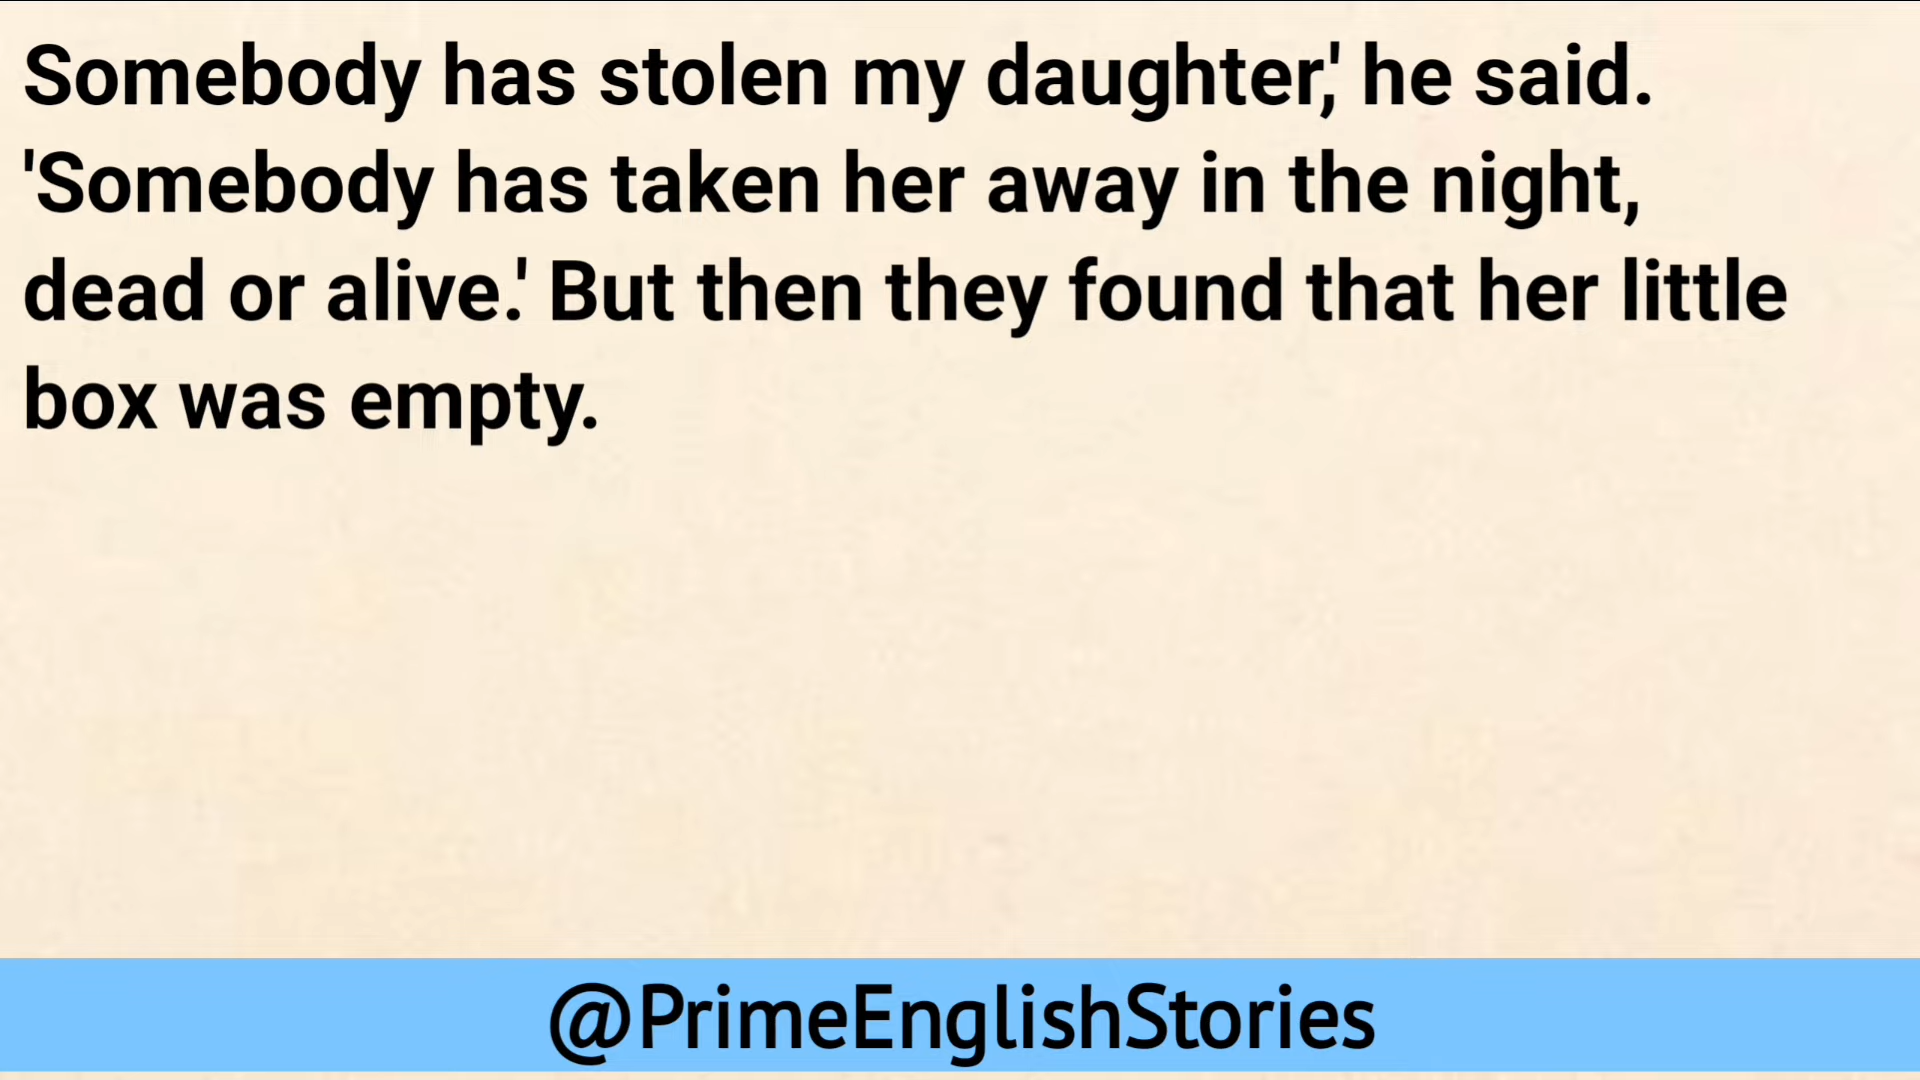 Somebody has stolen my daughter,' he said.
'Somebody has taken her away in the night,
dead or alive.' But then they found that her little
box was empty.
@PrimeEnglishStories